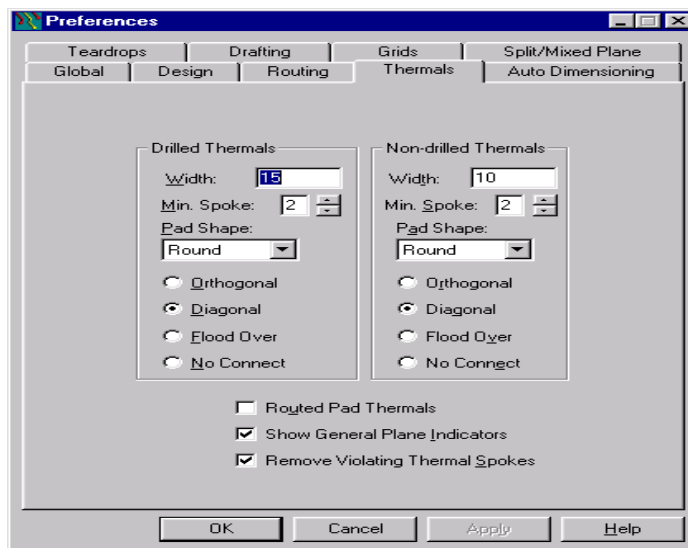 Preferences
Teardrops Drafting Grids Split/Mixed Plane
Global Design Routing Thermals Auto Dimensioning
Drilled Thermals Non-drilled Thermals
Width: 15 Width: 10
Min. Spoke: 2 Min. Spoke: 2
Pad Shape: Pad Shape:
Round Round
Orthogonal Orthogonal
Diagonal Diagonal
Flood Over Flood Over
No Connect No Connect
Routed Pad Thermals
Show General Plane Indicators
Remove Violating Thermal Spokes
OK Cancel Apply Help